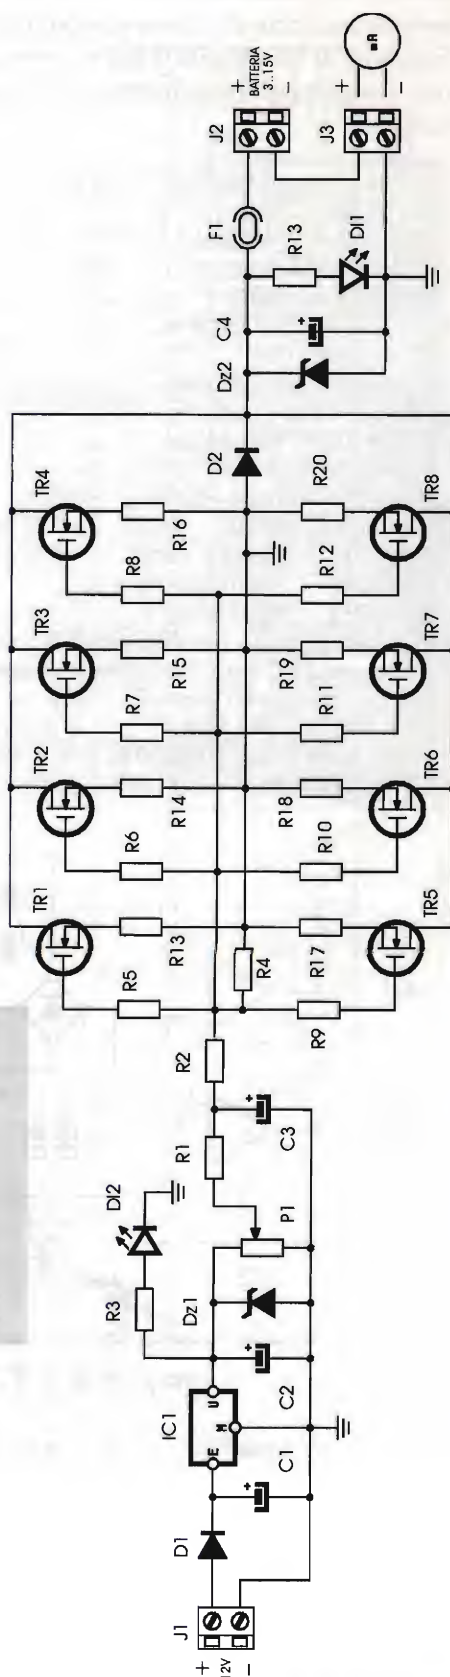 J1
+
12V
-
D1
C1
IC1
E
M
U
+
C2
+
R3
DI2
Dz1
P1
R1
C3
+
R2
R4
TR1
TR2
TR3
TR4
R5
R6
R7
R8
R13
R14
R15
R16
R17
R18
R19
R20
R9
R10
R11
R12
TR5
TR6
TR7
TR8
D2
Dz2
C4
+
R13
DI1
F1
J2
+
BATTERIA
3..15V
-
J3
+
-
mA